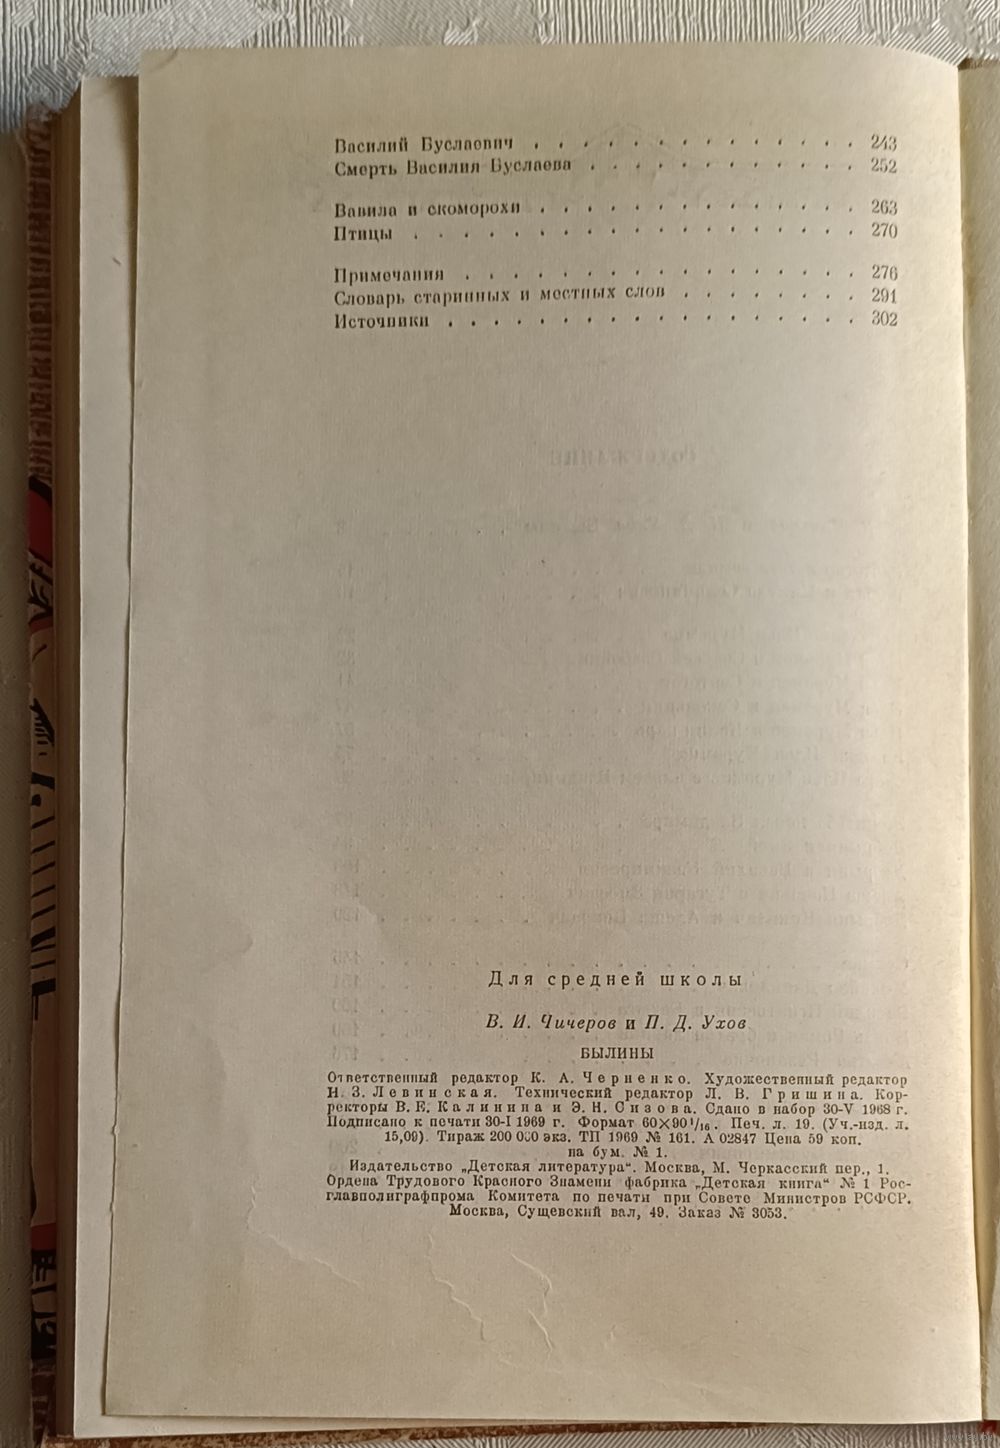 Василий Буслаевич . . . . . . . . . . . . . . 243
Смерть Василия Буслаева . . . . . . . . . . . 252
Вавила и скоморохи . . . . . . . . . . . . . . 263
Птицы . . . . . . . . . . . . . . . . . . 270
Примечания . . . . . . . . . . . . . . . . 276
Словарь старинных и местных слов . . . . . . . . 291
Источники . . . . . . . . . . . . . . . . . 302
Для средней школы
В. И. Чичеров и П. Д. Ухов
БЫЛИНЫ
Ответственный редактор К. А. Черненко. Художественный редактор
Н. З. Левинская. Технический редактор Л. В. Гришина. Кор-
ректоры В. Е. Калинина и Э. Н. Сизова. Сдано в набор 30-V 1968 г.
Подписано к печати 30-I 1969 г. Формат 60×90 1/16. Печ. л. 19. (Уч.-изд. л.
15,09). Тираж 200 000 экз. ТП 1969 № 161. А 02847 Цена 59 коп.
на бум. № 1.
Издательство „Детская литература“. Москва, М. Черкасский пер., 1.
Ордена Трудового Красного Знамени фабрика „Детская книга“ № 1 Рос-
главполиграфпрома Комитета по печати при Совете Министров РСФСР.
Москва, Сущевский вал, 49. Заказ № 3053.